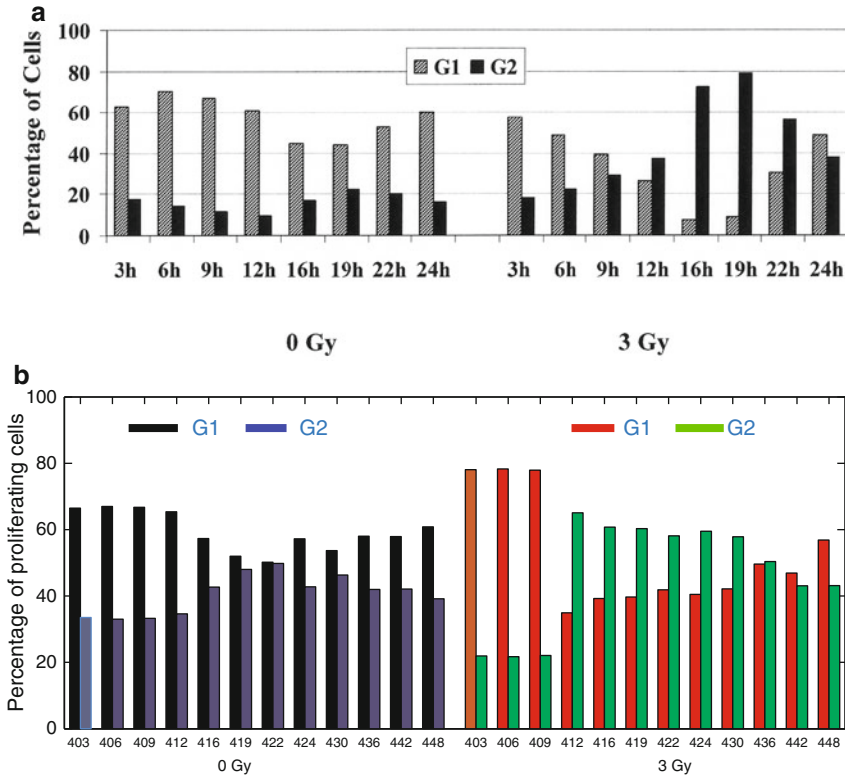 a
100
80
60
40
20
0
Percentage of Cells
G1 G2
3h 6h 9h 12h 16h 19h 22h 24h 3h 6h 9h 12h 16h 19h 22h 24h
0 Gy 3 Gy
b
100
80
60
40
20
0
Percentage of proliferating cells
G1 G2 G1 G2
403 406 409 412 416 419 422 424 430 436 442 448 403 406 409 412 416 419 422 424 430 436 442 448
0 Gy 3 Gy